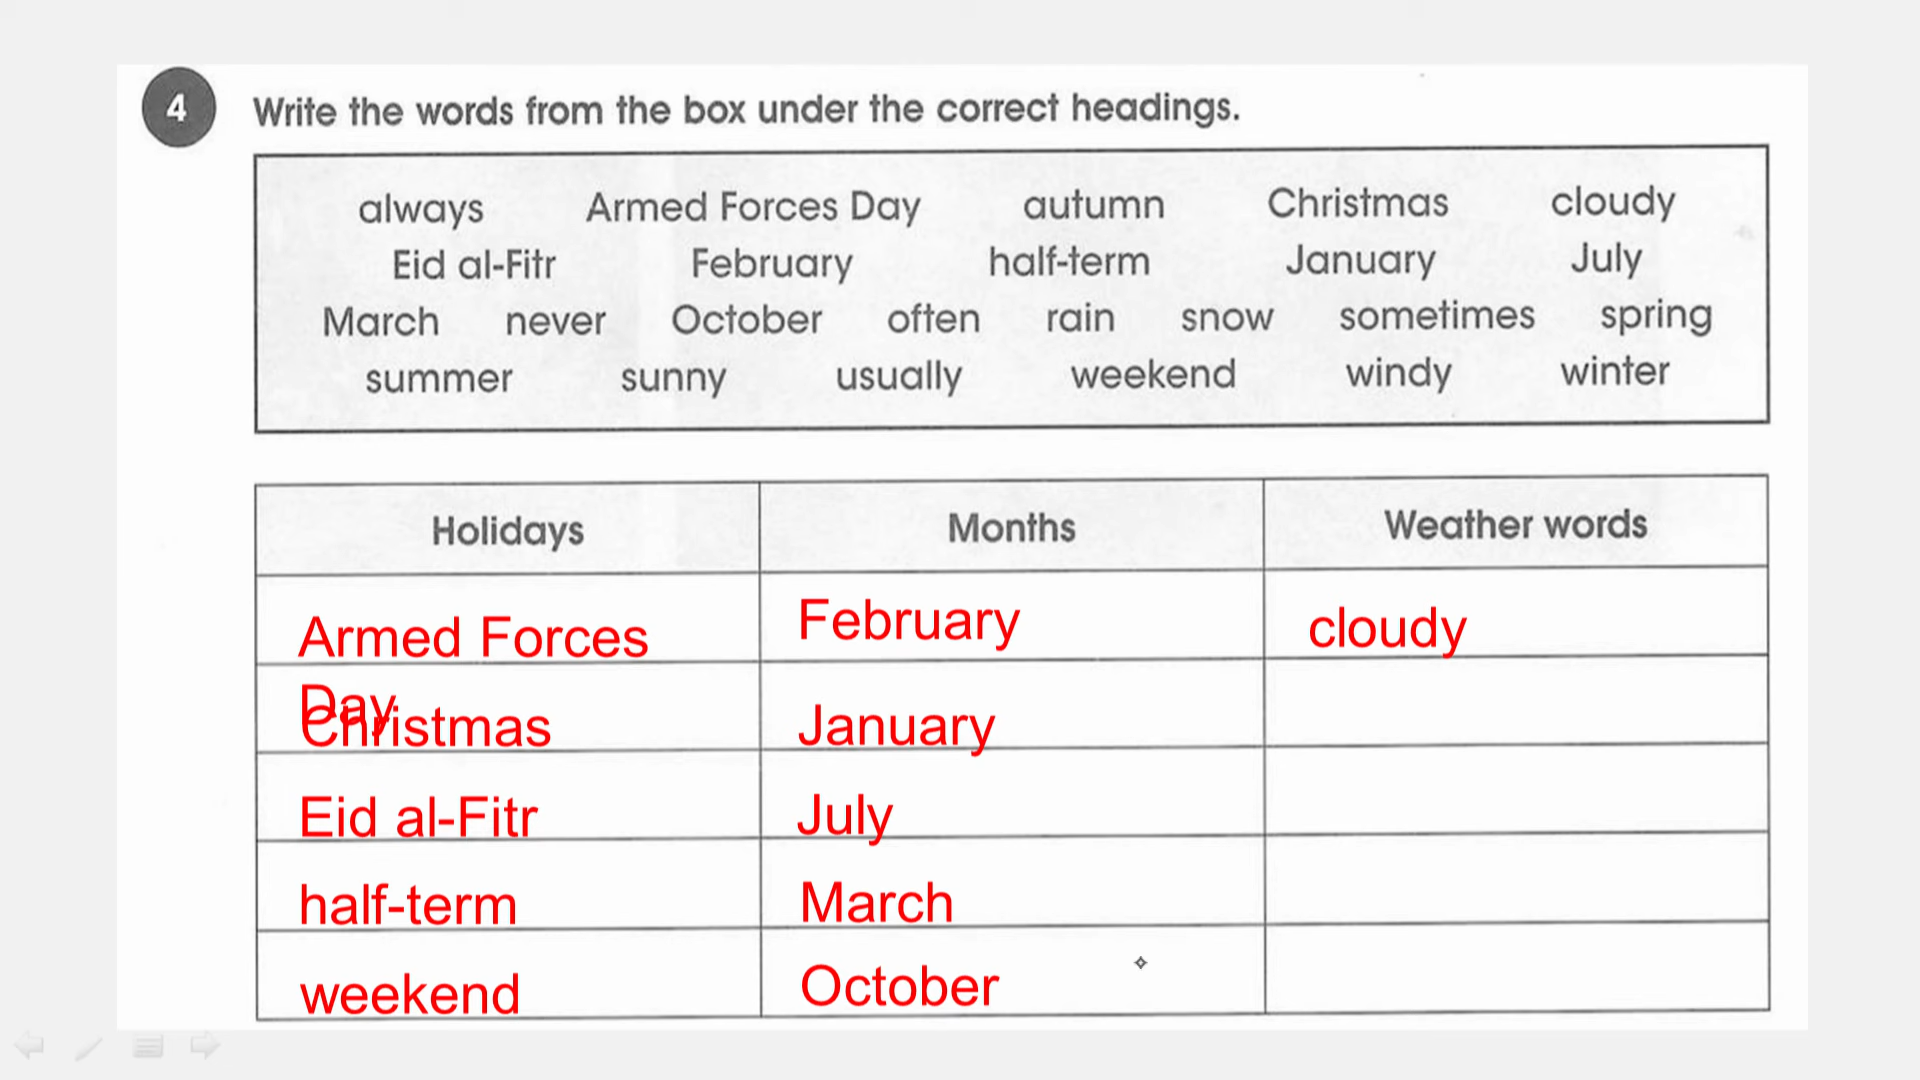 4 Write the words from the box under the correct headings.
always Armed Forces Day autumn Christmas cloudy
Eid al-Fitr February half-term January July
March never October often rain snow sometimes spring
summer sunny usually weekend windy winter
Holidays Months Weather words
Armed Forces February cloudy
Day
Christmas January
Eid al-Fitr July
half-term March
weekend October